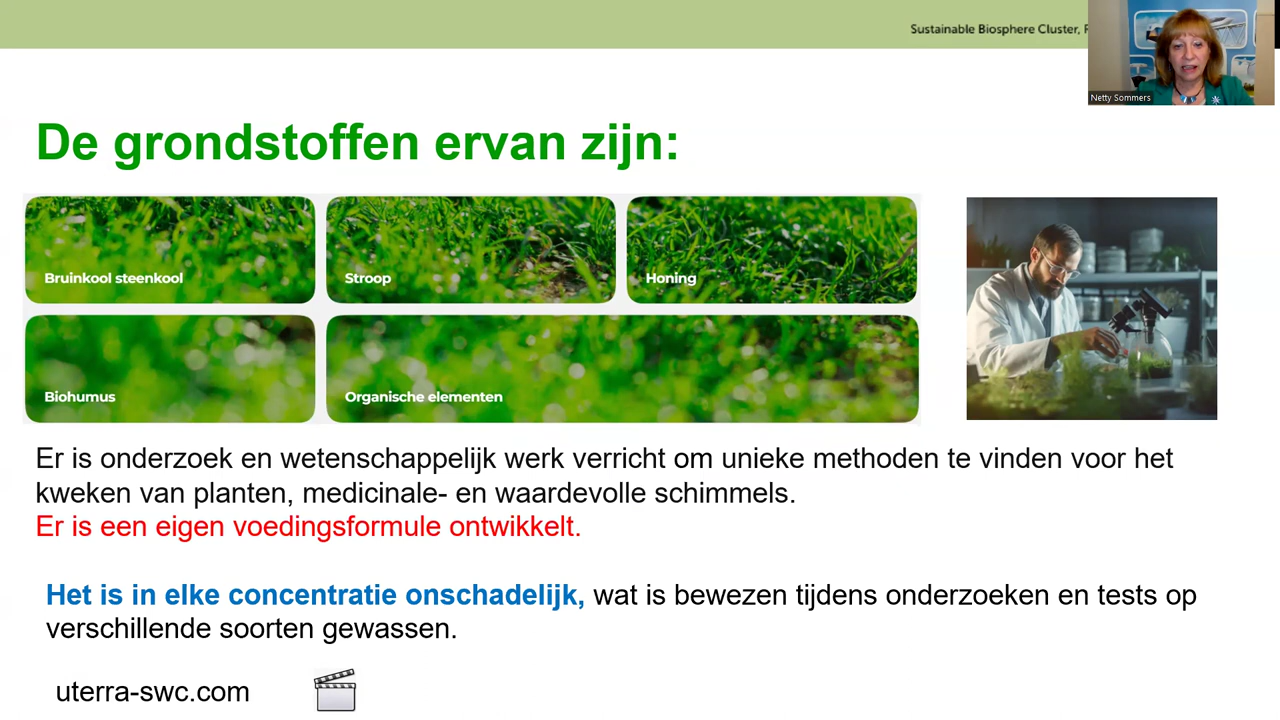 Sustainable Biosphere Cluster,
Netty Sommers
De grondstoffen ervan zijn:
Bruinkool steenkool
Stroop
Honing
Biohumus
Organische elementen
Er is onderzoek en wetenschappelijk werk verricht om unieke methoden te vinden voor het
kweken van planten, medicinale- en waardevolle schimmels.
Er is een eigen voedingsformule ontwikkelt.
Het is in elke concentratie onschadelijk, wat is bewezen tijdens onderzoeken en tests op
verschillende soorten gewassen.
uterra-swc.com